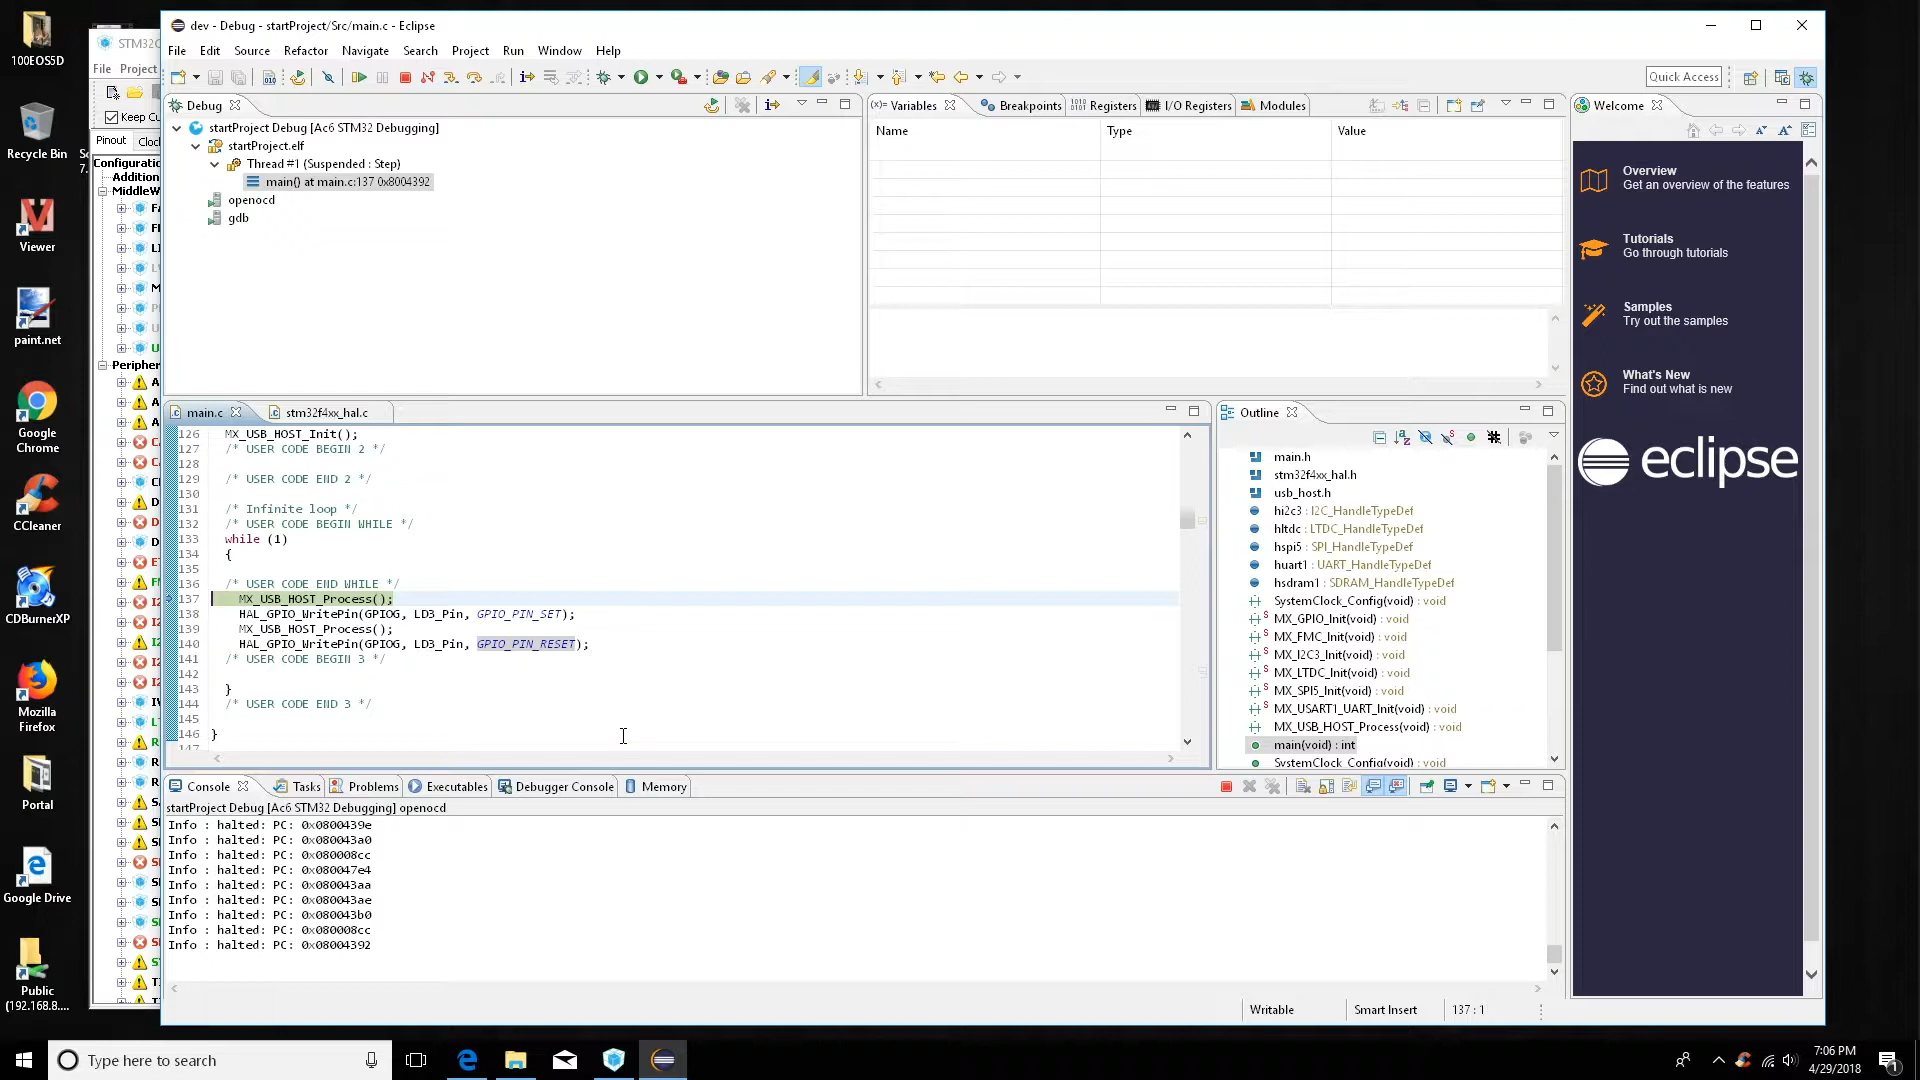 100EOS5D
Recycle Bin
Viewer
paint.net
Google
Chrome
CCleaner
CDBurnerXP
Mozilla
Firefox
Portal
Google Drive
Public
(192.168.8....
File Project
Keep Cu
Pinout Cloc
Configuratio
Addition
MiddleW
Peripher
dev - Debug - startProject/Src/main.c - Eclipse
File Edit Source Refactor Navigate Search Project Run Window Help
Quick Access
Debug
startProject Debug [Ac6 STM32 Debugging]
startProject.elf
Thread #1 (Suspended : Step)
main() at main.c:137 0x8004392
openocd
gdb
(x)= Variables Breakpoints Registers I/O Registers Modules
Name Type Value
Welcome
Overview
Get an overview of the features
Tutorials
Go through tutorials
Samples
Try out the samples
What's New
Find out what is new
eclipse
main.c stm32f4xx_hal.c
126 MX_USB_HOST_Init();
127 /* USER CODE BEGIN 2 */
128
129 /* USER CODE END 2 */
130
131 /* Infinite loop */
132 /* USER CODE BEGIN WHILE */
133 while (1)
134 {
135
136 /* USER CODE END WHILE */
137 MX_USB_HOST_Process();
138 HAL_GPIO_WritePin(GPIOG, LD3_Pin, GPIO_PIN_SET);
139 MX_USB_HOST_Process();
140 HAL_GPIO_WritePin(GPIOG, LD3_Pin, GPIO_PIN_RESET);
141 /* USER CODE BEGIN 3 */
142
143 }
144 /* USER CODE END 3 */
145
146 }
147
Outline
main.h
stm32f4xx_hal.h
usb_host.h
hi2c3 : I2C_HandleTypeDef
hltdc : LTDC_HandleTypeDef
hspi5 : SPI_HandleTypeDef
huart1 : UART_HandleTypeDef
hsdram1 : SDRAM_HandleTypeDef
SystemClock_Config(void) : void
MX_GPIO_Init(void) : void
MX_FMC_Init(void) : void
MX_I2C3_Init(void) : void
MX_LTDC_Init(void) : void
MX_SPI5_Init(void) : void
MX_USART1_UART_Init(void) : void
MX_USB_HOST_Process(void) : void
main(void) : int
SystemClock_Config(void) : void
Console Tasks Problems Executables Debugger Console Memory
startProject Debug [Ac6 STM32 Debugging] openocd
Info : halted: PC: 0x0800439e
Info : halted: PC: 0x080043a0
Info : halted: PC: 0x080008cc
Info : halted: PC: 0x080047e4
Info : halted: PC: 0x080043aa
Info : halted: PC: 0x080043ae
Info : halted: PC: 0x080043b0
Info : halted: PC: 0x080008cc
Info : halted: PC: 0x08004392
Writable Smart Insert 137 : 1
Type here to search
7:06 PM
4/29/2018
1